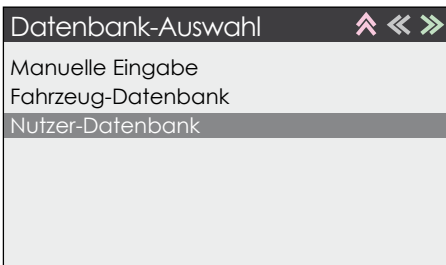 Datenbank-Auswahl
Manuelle Eingabe
Fahrzeug-Datenbank
Nutzer-Datenbank